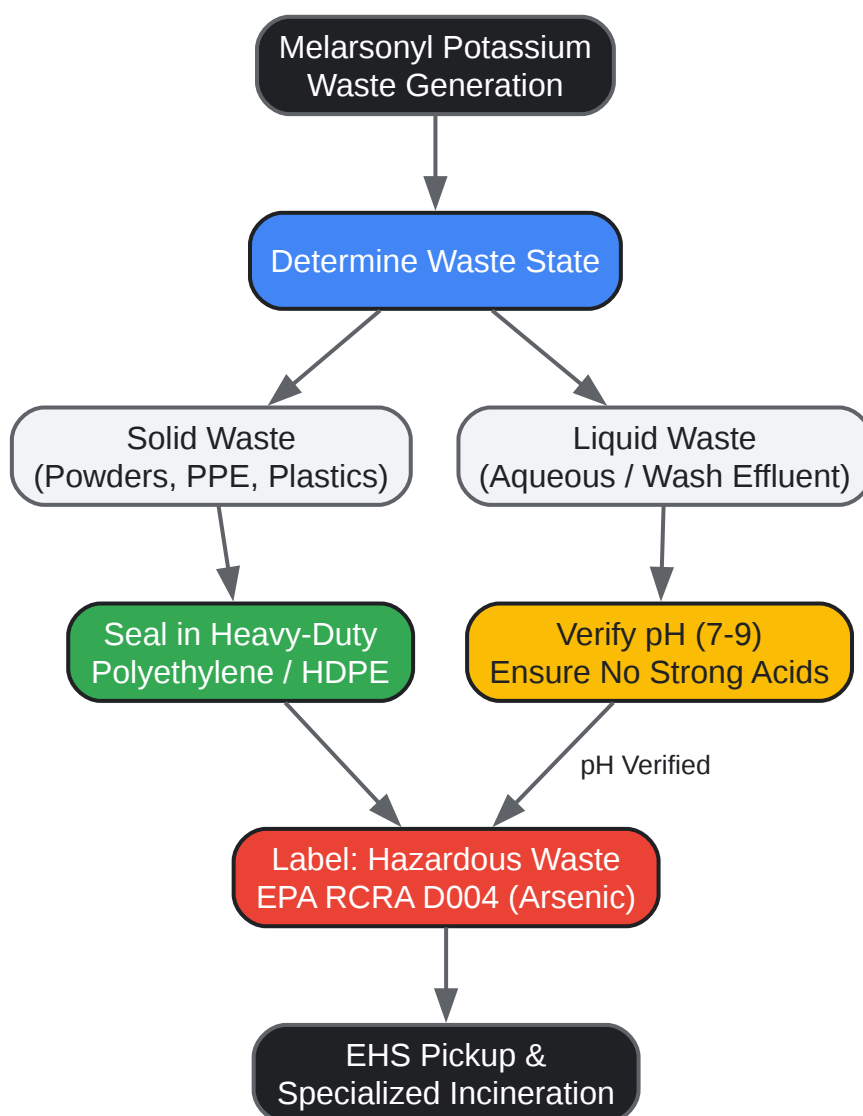 Melarsonyl Potassium
Waste Generation
Determine Waste State
Solid Waste
(Powders, PPE, Plastics)
Liquid Waste
(Aqueous / Wash Effluent)
Seal in Heavy-Duty
Polyethylene / HDPE
Verify pH (7-9)
Ensure No Strong Acids
pH Verified
Label: Hazardous Waste
EPA RCRA D004 (Arsenic)
EHS Pickup &
Specialized Incineration